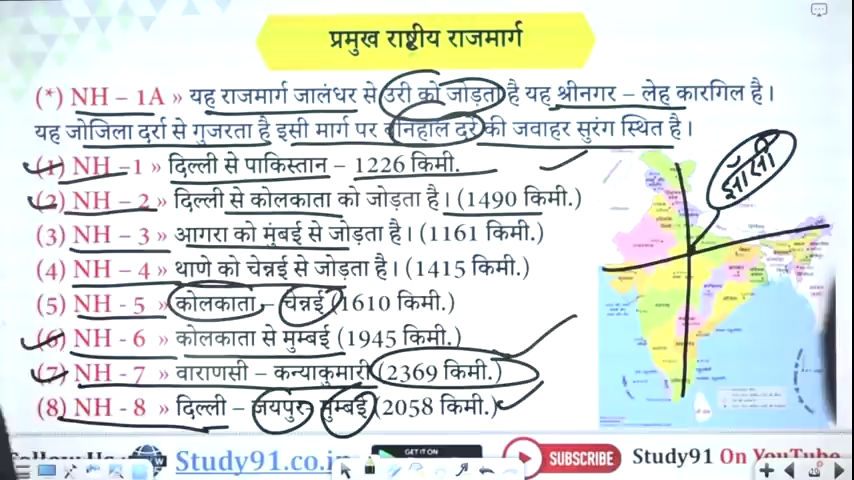 प्रमुख राष्ट्रीय राजमार्ग
(*) NH – 1A » यह राजमार्ग जालंधर से उरी को जोड़ता है यह श्रीनगर – लेह कारगिल है।
यह जोजिला दर्रा से गुजरता है इसी मार्ग पर बनिहाल दर्रे की जवाहर सुरंग स्थित है।
(1) NH –1 » दिल्ली से पाकिस्तान – 1226 किमी.
(2) NH – 2 » दिल्ली से कोलकाता को जोड़ता है। (1490 किमी.)
(3) NH – 3 » आगरा को मुंबई से जोड़ता है। (1161 किमी.)
(4) NH – 4 » थाणे को चेन्नई से जोड़ता है। (1415 किमी.)
(5) NH - 5 » कोलकाता – चेन्नई (1610 किमी.)
(6) NH - 6 » कोलकाता से मुम्बई (1945 किमी.)
(7) NH - 7 » वाराणसी – कन्याकुमारी (2369 किमी.)
(8) NH - 8 » दिल्ली – जयपुर - मुम्बई (2058 किमी.)
झाँसी
Study91.co.in
GET IT ON
SUBSCRIBE
Study91 On YouTube